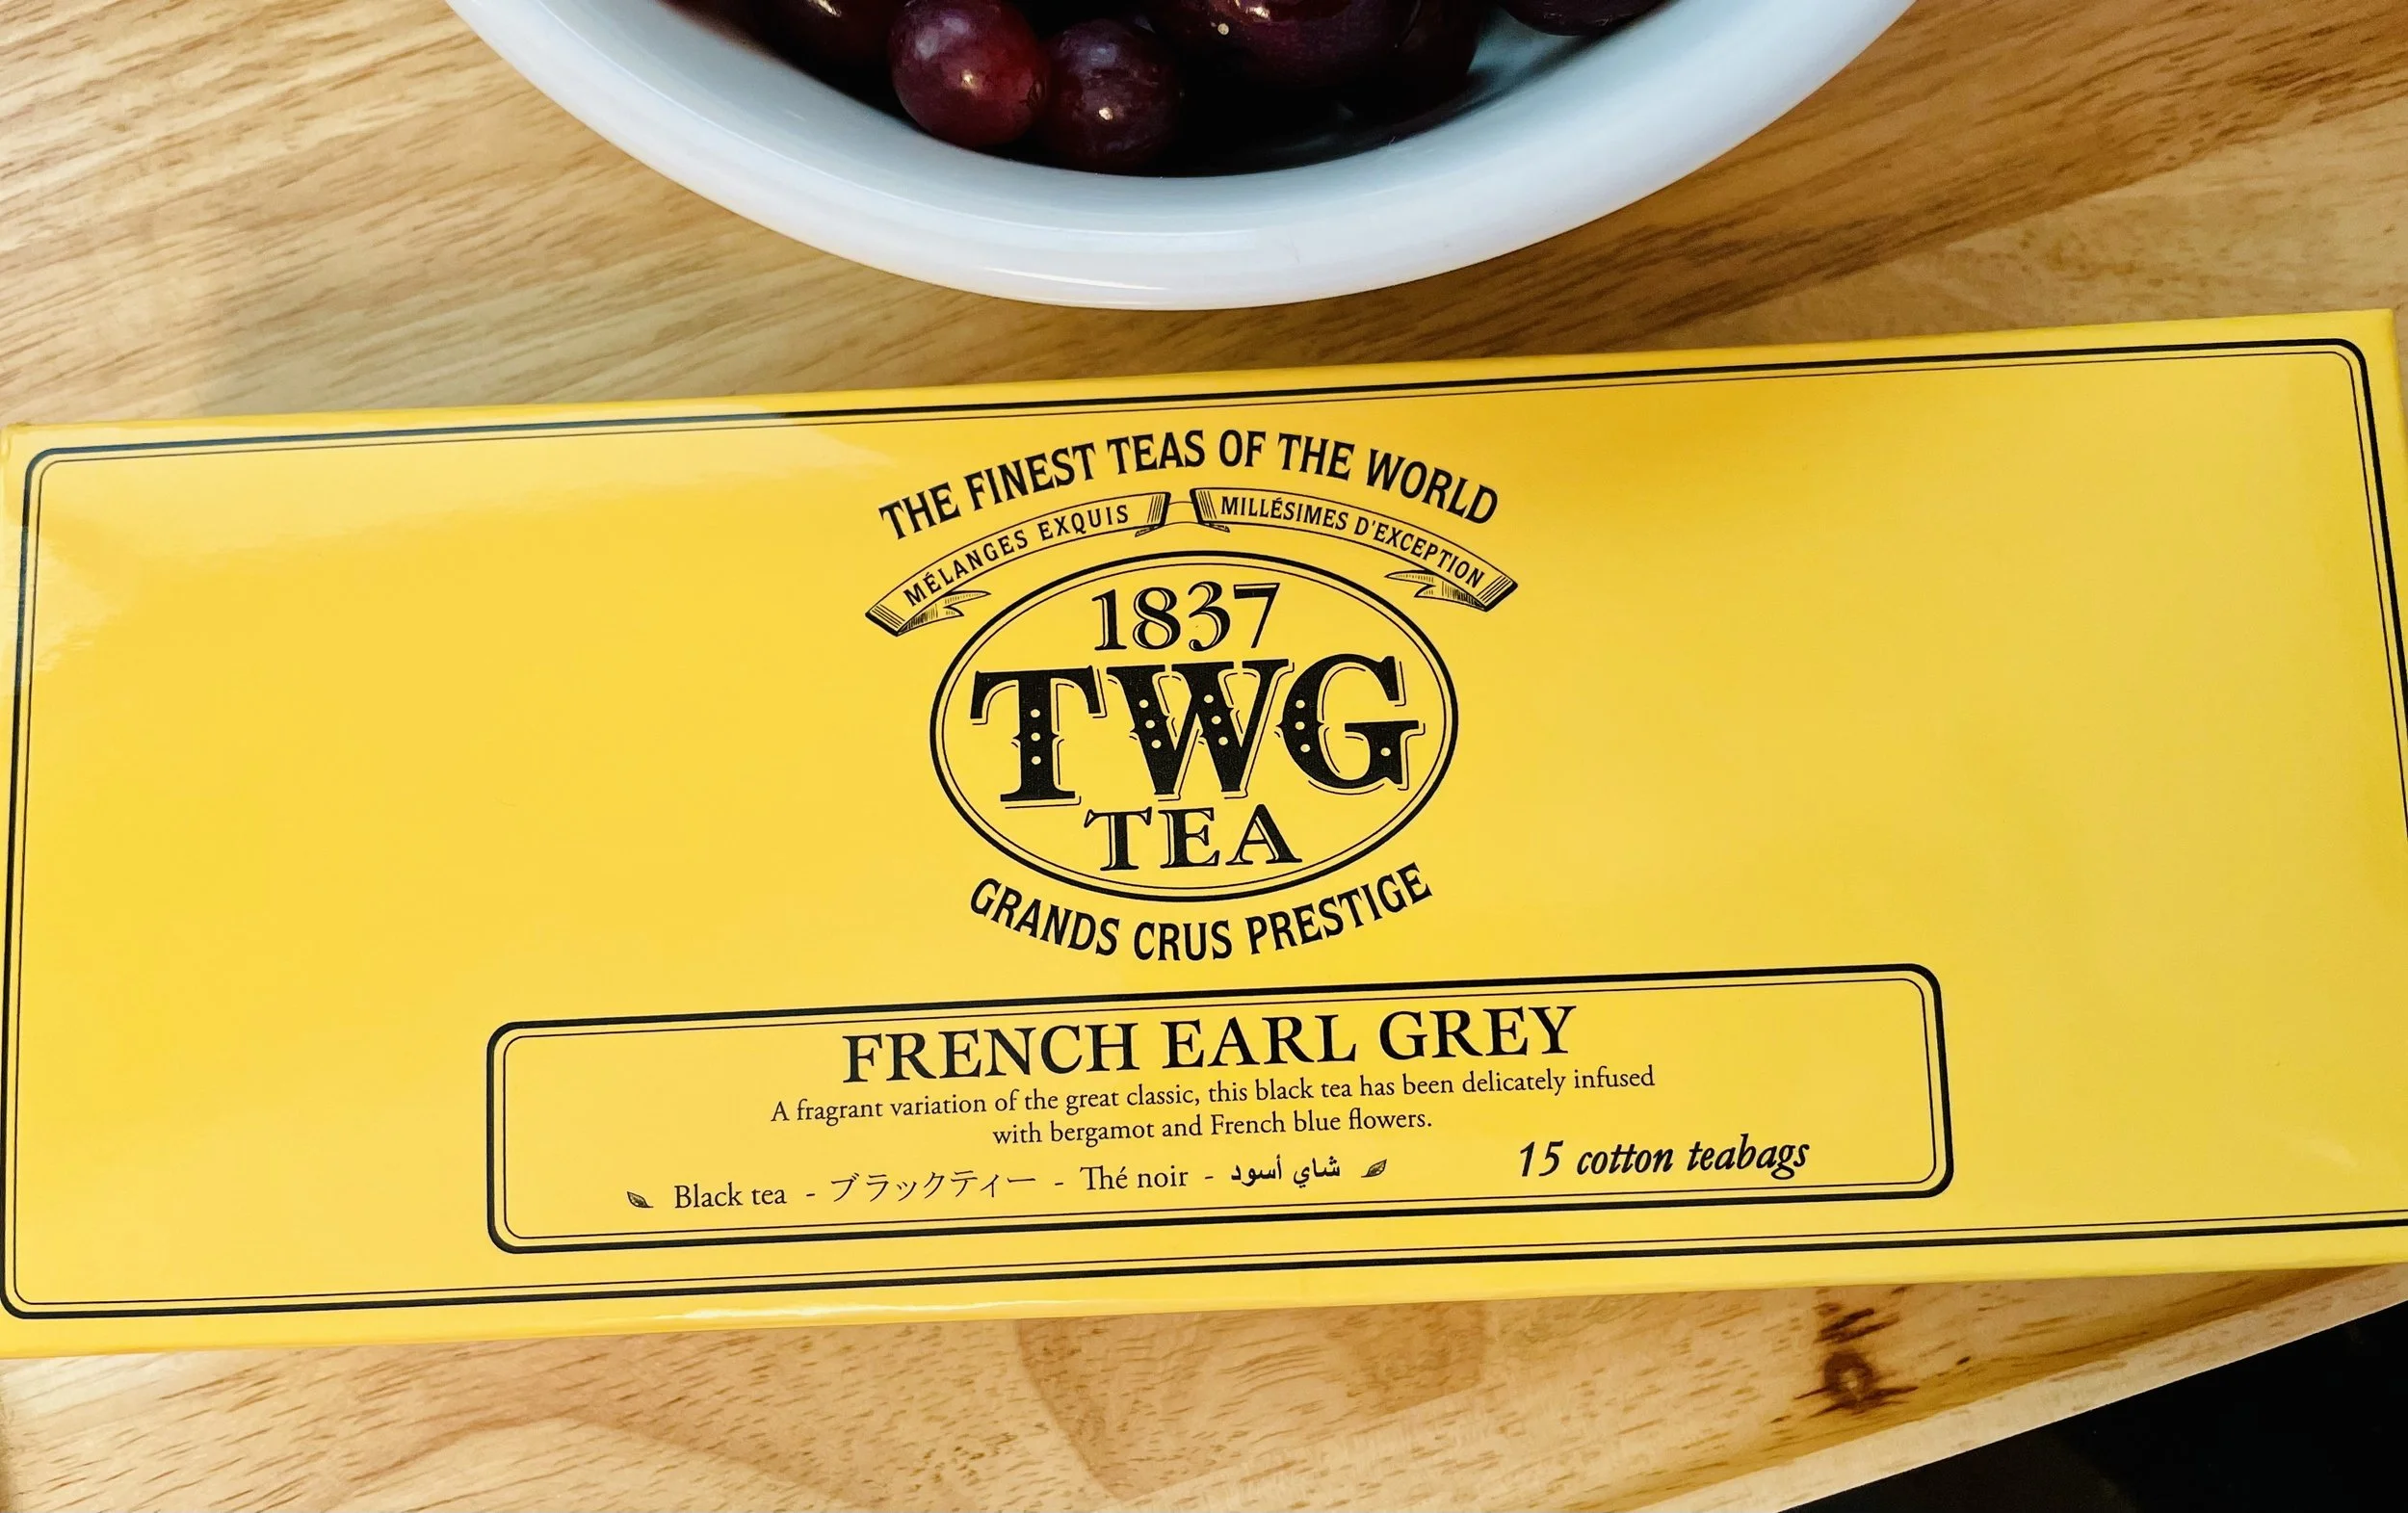 THE FINEST TEAS OF THE WORLD
MÉLANGES EXQUIS MILLÉSIMES D'EXCEPTION
1837
TWG
TEA
GRANDS CRUS PRESTIGE
FRENCH EARL GREY
A fragrant variation of the great classic, this black tea has been delicately infused
with bergamot and French blue flowers.
Black tea - ブラックティー - Thé noir - شاي أسود
15 cotton teabags